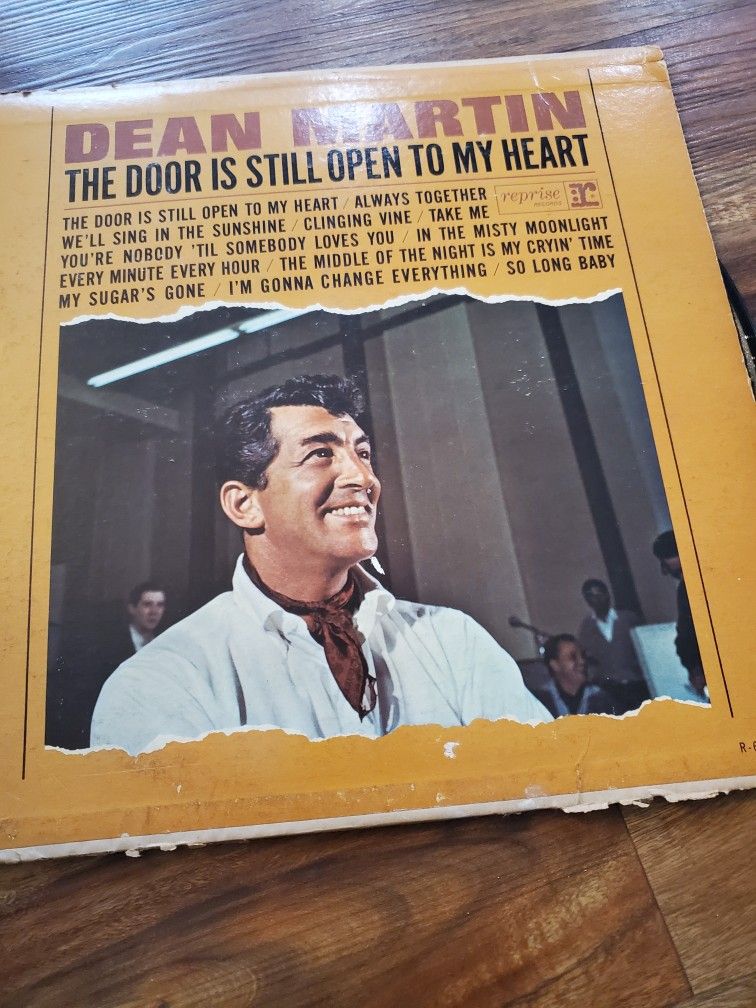 DEAN MARTIN
THE DOOR IS STILL OPEN TO MY HEART
THE DOOR IS STILL OPEN TO MY HEART / ALWAYS TOGETHER
WE'LL SING IN THE SUNSHINE / CLINGING VINE / TAKE ME
YOU'RE NOBODY 'TIL SOMEBODY LOVES YOU / IN THE MISTY MOONLIGHT
EVERY MINUTE EVERY HOUR / THE MIDDLE OF THE NIGHT IS MY CRYIN' TIME
MY SUGAR'S GONE / I'M GONNA CHANGE EVERYTHING / SO LONG BABY
reprise
RECORDS
R-6